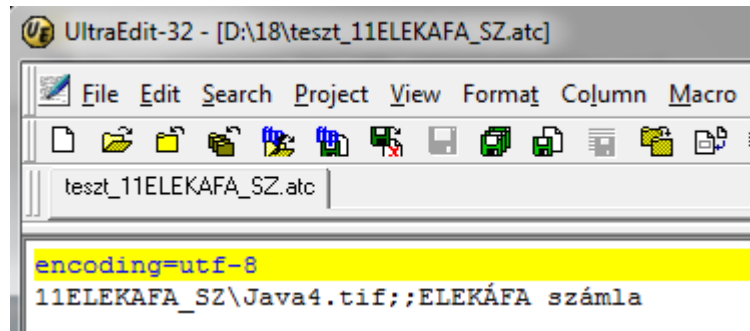 UltraEdit-32 - [D:\18\teszt_11ELEKAFA_SZ.atc]
File Edit Search Project View Format Column Macro
teszt_11ELEKAFA_SZ.atc
encoding=utf-8
11ELEKAFA_SZ\Java4.tif;;ELEKÁFA számla